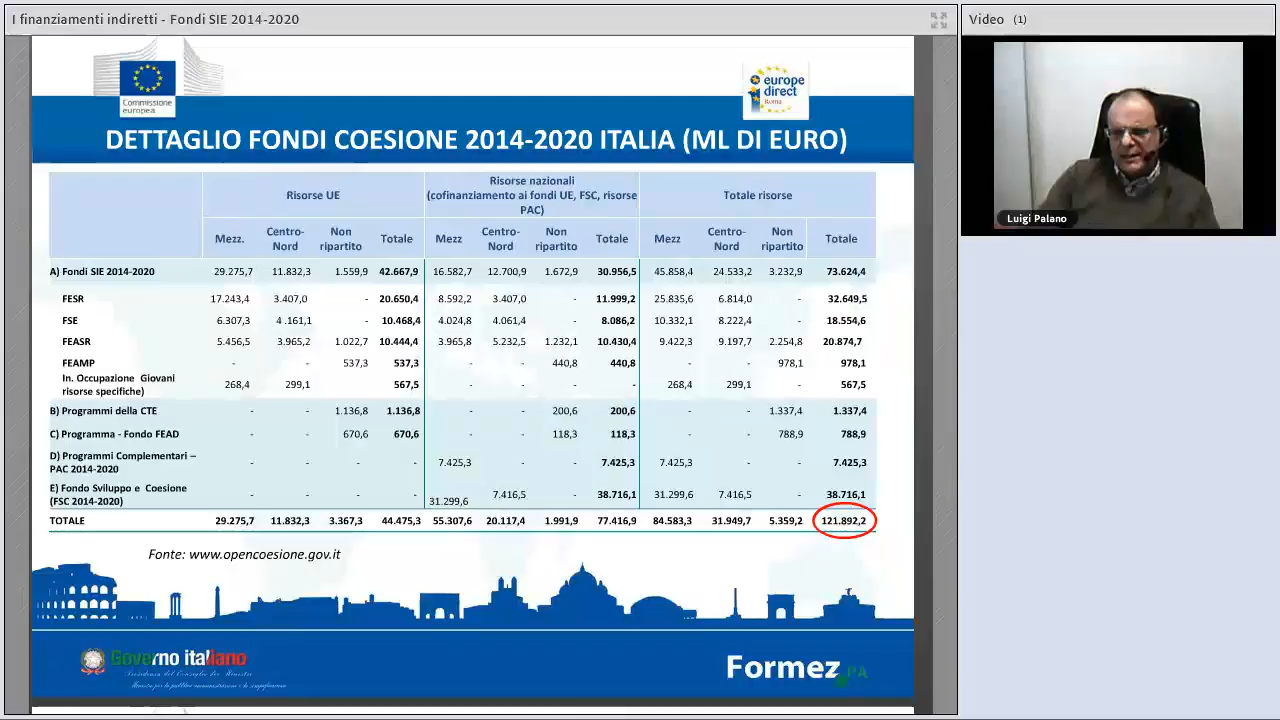 I finanziamenti indiretti - Fondi SIE 2014-2020
Video (1)
Commissione
europea
europe
direct
Roma
DETTAGLIO FONDI COESIONE 2014-2020 ITALIA (ML DI EURO)
Luigi Palano
Risorse UE
Risorse nazionali
(cofinanziamento ai fondi UE, FSC, risorse
PAC)
Totale risorse
Mezz. Centro-Nord Non ripartito Totale Mezz Centro-Nord Non ripartito Totale Mezz Centro-Nord Non ripartito Totale
A) Fondi SIE 2014-2020 29.275,7 11.832,3 1.559,9 42.667,9 16.582,7 12.700,9 1.672,9 30.956,5 45.858,4 24.533,2 3.232,9 73.624,4
FESR 17.243,4 3.407,0 - 20.650,4 8.592,2 3.407,0 - 11.999,2 25.835,6 6.814,0 - 32.649,5
FSE 6.307,3 4 .161,1 - 10.468,4 4.024,8 4.061,4 - 8.086,2 10.332,1 8.222,4 - 18.554,6
FEASR 5.456,5 3.965,2 1.022,7 10.444,4 3.965,8 5.232,5 1.232,1 10.430,4 9.422,3 9.197,7 2.254,8 20.874,7
FEAMP - - 537,3 537,3 - - 440,8 440,8 - - 978,1 978,1
In. Occupazione Giovani
risorse specifiche) 268,4 299,1 567,5 - - - - 268,4 299,1 - 567,5
B) Programmi della CTE - - 1.136,8 1.136,8 - - 200,6 200,6 - - 1.337,4 1.337,4
C) Programma - Fondo FEAD - - 670,6 670,6 - - 118,3 118,3 - - 788,9 788,9
D) Programmi Complementari –
PAC 2014-2020 - - - - 7.425,3 - - 7.425,3 7.425,3 - - 7.425,3
E) Fondo Sviluppo e Coesione
(FSC 2014-2020) - - - - 31.299,6 7.416,5 - 38.716,1 31.299,6 7.416,5 - 38.716,1
TOTALE 29.275,7 11.832,3 3.367,3 44.475,3 55.307,6 20.117,4 1.991,9 77.416,9 84.583,3 31.949,7 5.359,2 121.892,2
Fonte: www.opencoesione.gov.it
Governo italiano
Presidenza del Consiglio dei Ministri
Ministro per la pubblica amministrazione e la semplificazione
Formez PA